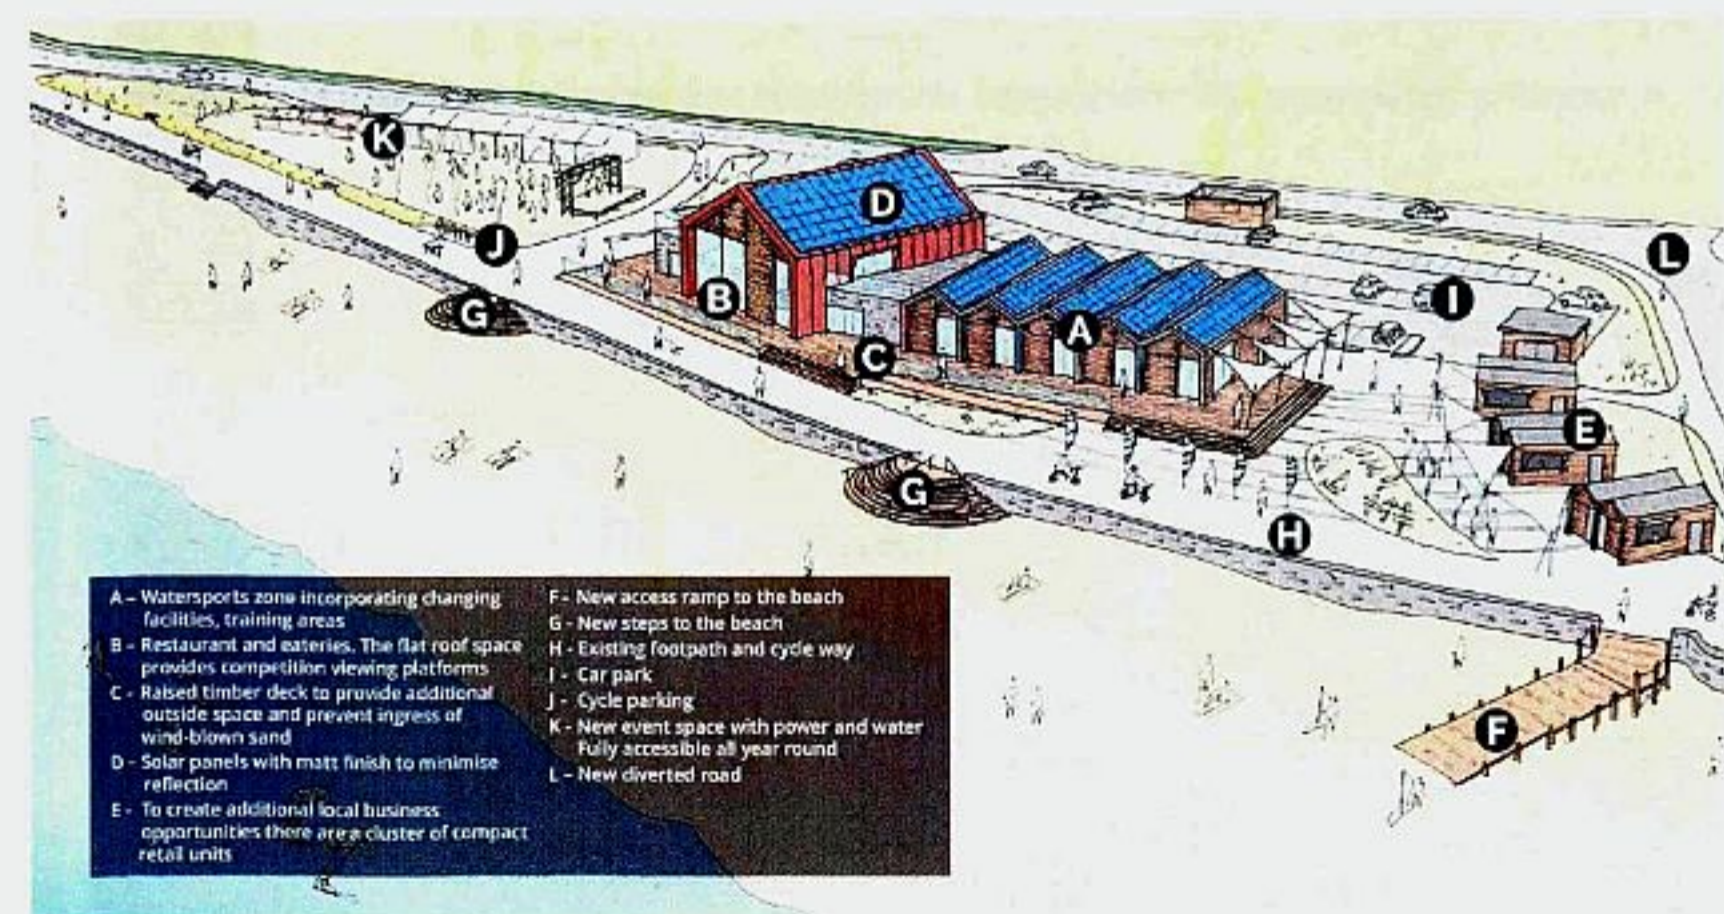 K
D
L
J
B
G
I
A
C
E
G
H
F
A – Watersports zone incorporating changing
facilities, training areas
B – Restaurant and eateries. The flat roof space
provides competition viewing platforms
C - Raised timber deck to provide additional
outside space and prevent ingress of
wind-blown sand
D – Solar panels with matt finish to minimise
reflection
E - To create additional local business
opportunities there are a cluster of compact
retail units
F - New access ramp to the beach
G - New steps to the beach
H - Existing footpath and cycle way
I - Car park
J - Cycle parking
K - New event space with power and water
Fully accessible all year round
L – New diverted road